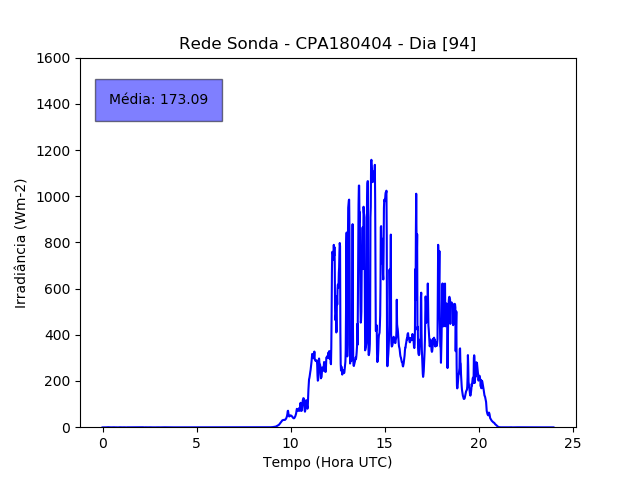 Rede Sonda - CPA180404 - Dia [94]
1600
1400
1200
1000
800
600
400
200
0
Média: 173.09
Irradiância (Wm-2)
0 5 10 15 20 25
Tempo (Hora UTC)